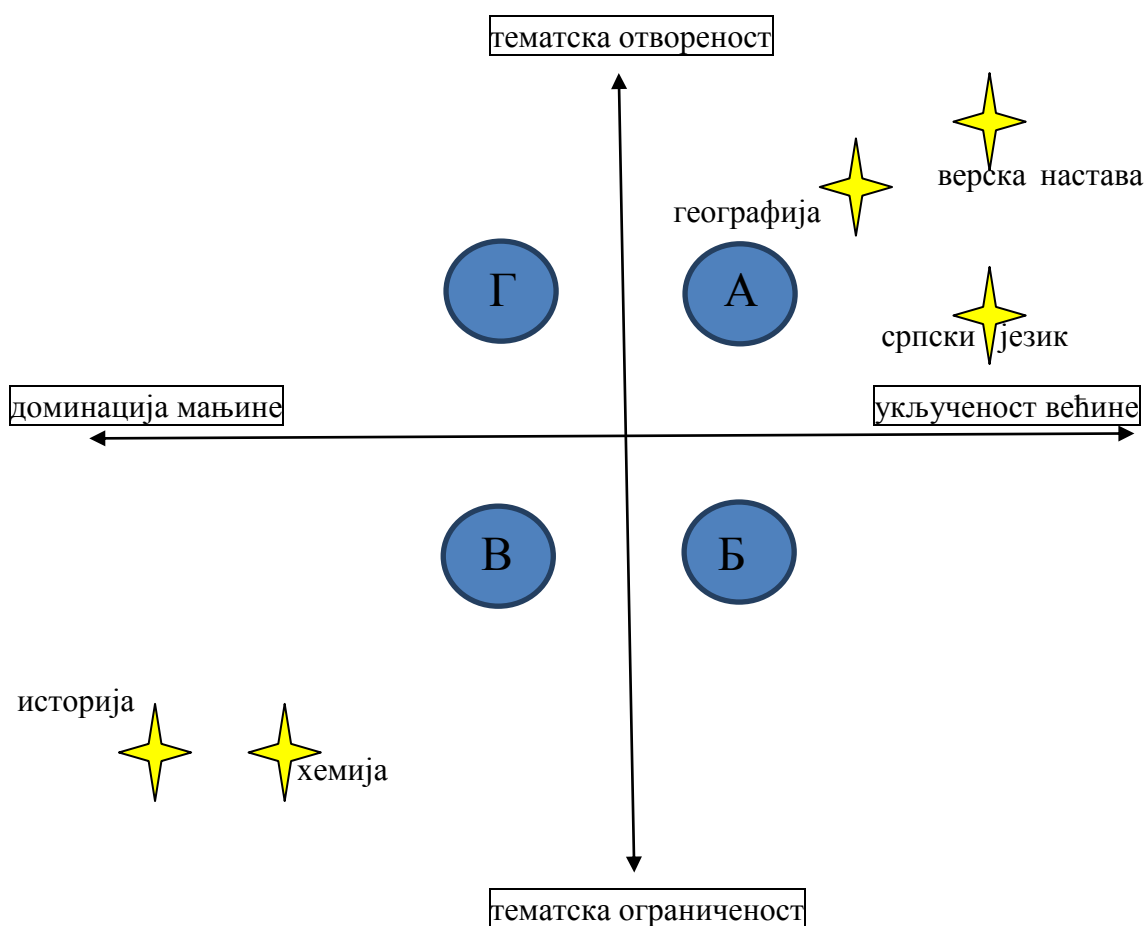 тематска отвореност
верска настава
географија
Г
А
српски језик
доминација мањине
укљученост већине
В
Б
историја
хемија
тематска ограниченост